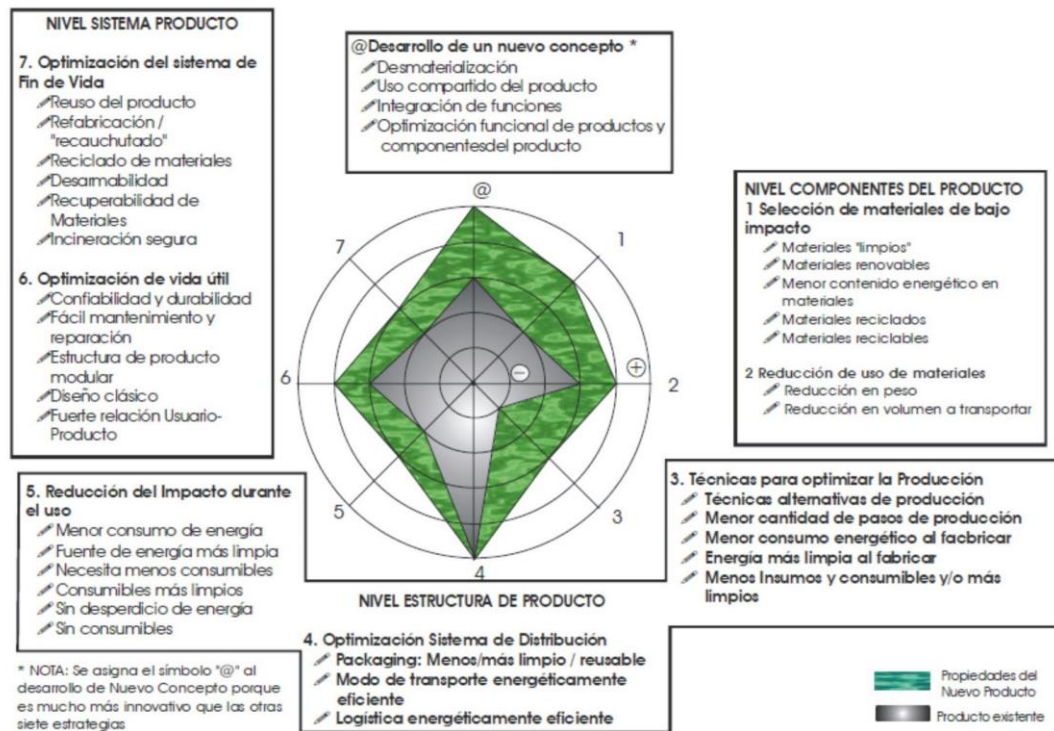 NIVEL SISTEMA PRODUCTO
7. Optimización del sistema de
Fin de Vida
Reuso del producto
Refabricación /
"recauchutado"
Reciclado de materiales
Desarmabilidad
Recuperabilidad de
Materiales
Incineración segura
6. Optimización de vida útil
Confiabilidad y durabilidad
Fácil mantenimiento y
reparación
Estructura de producto
modular
Diseño clásico
Fuerte relación Usuario-
Producto
@Desarrollo de un nuevo concepto *
Desmaterialización
Uso compartido del producto
Integración de funciones
Optimización funcional de productos y
componentesdel producto
NIVEL COMPONENTES DEL PRODUCTO
1 Selección de materiales de bajo
impacto
Materiales "limpios"
Materiales renovables
Menor contenido energético en
materiales
Materiales reciclados
Materiales reciclables
2 Reducción de uso de materiales
Reducción en peso
Reducción en volumen a transportar
@
1
2
3
4
5
6
7
−
+
5. Reducción del Impacto durante
el uso
Menor consumo de energía
Fuente de energía más limpia
Necesita menos consumibles
Consumibles más limpios
Sin desperdicio de energía
Sin consumibles
3. Técnicas para optimizar la Producción
Técnicas alternativas de producción
Menor cantidad de pasos de producción
Menor consumo energético al facbricar
Energía más limpia al fabricar
Menos Insumos y consumibles y/o más
limpios
NIVEL ESTRUCTURA DE PRODUCTO
4. Optimización Sistema de Distribución
Packaging: Menos/más limpio / reusable
Modo de transporte energéticamente
eficiente
Logística energéticamente eficiente
* NOTA: Se asigna el símbolo "@" al
desarrollo de Nuevo Concepto porque
es mucho más innovativo que las otras
siete estrategias
Propiedades del
Nuevo Producto
Producto existente